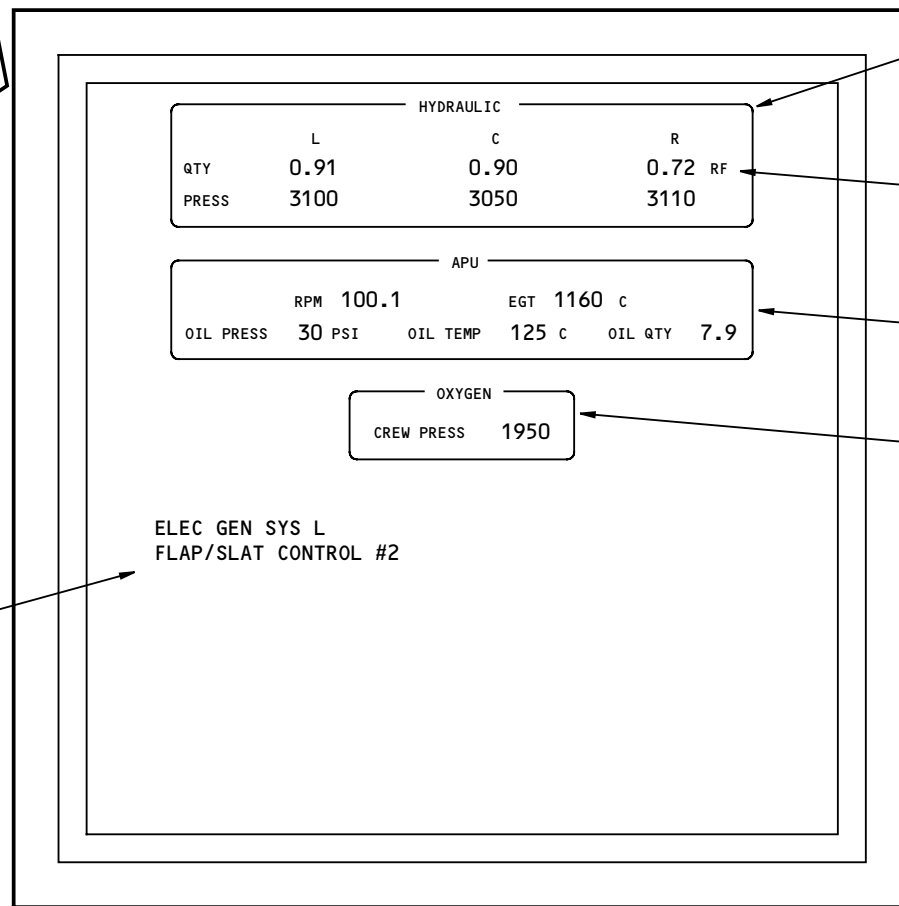 HYDRAULIC
L C R
QTY 0.91 0.90 0.72 RF
PRESS 3100 3050 3110
APU
RPM 100.1 EGT 1160 C
OIL PRESS 30 PSI OIL TEMP 125 C OIL QTY 7.9
OXYGEN
CREW PRESS 1950
ELEC GEN SYS L
FLAP/SLAT CONTROL #2